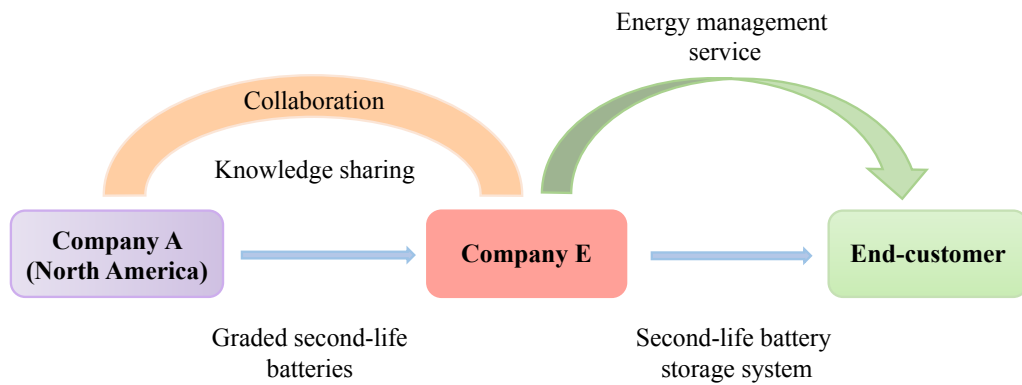 Energy management
service
Collaboration
Knowledge sharing
Company A
(North America)
Company E
End-customer
Graded second-life
batteries
Second-life battery
storage system